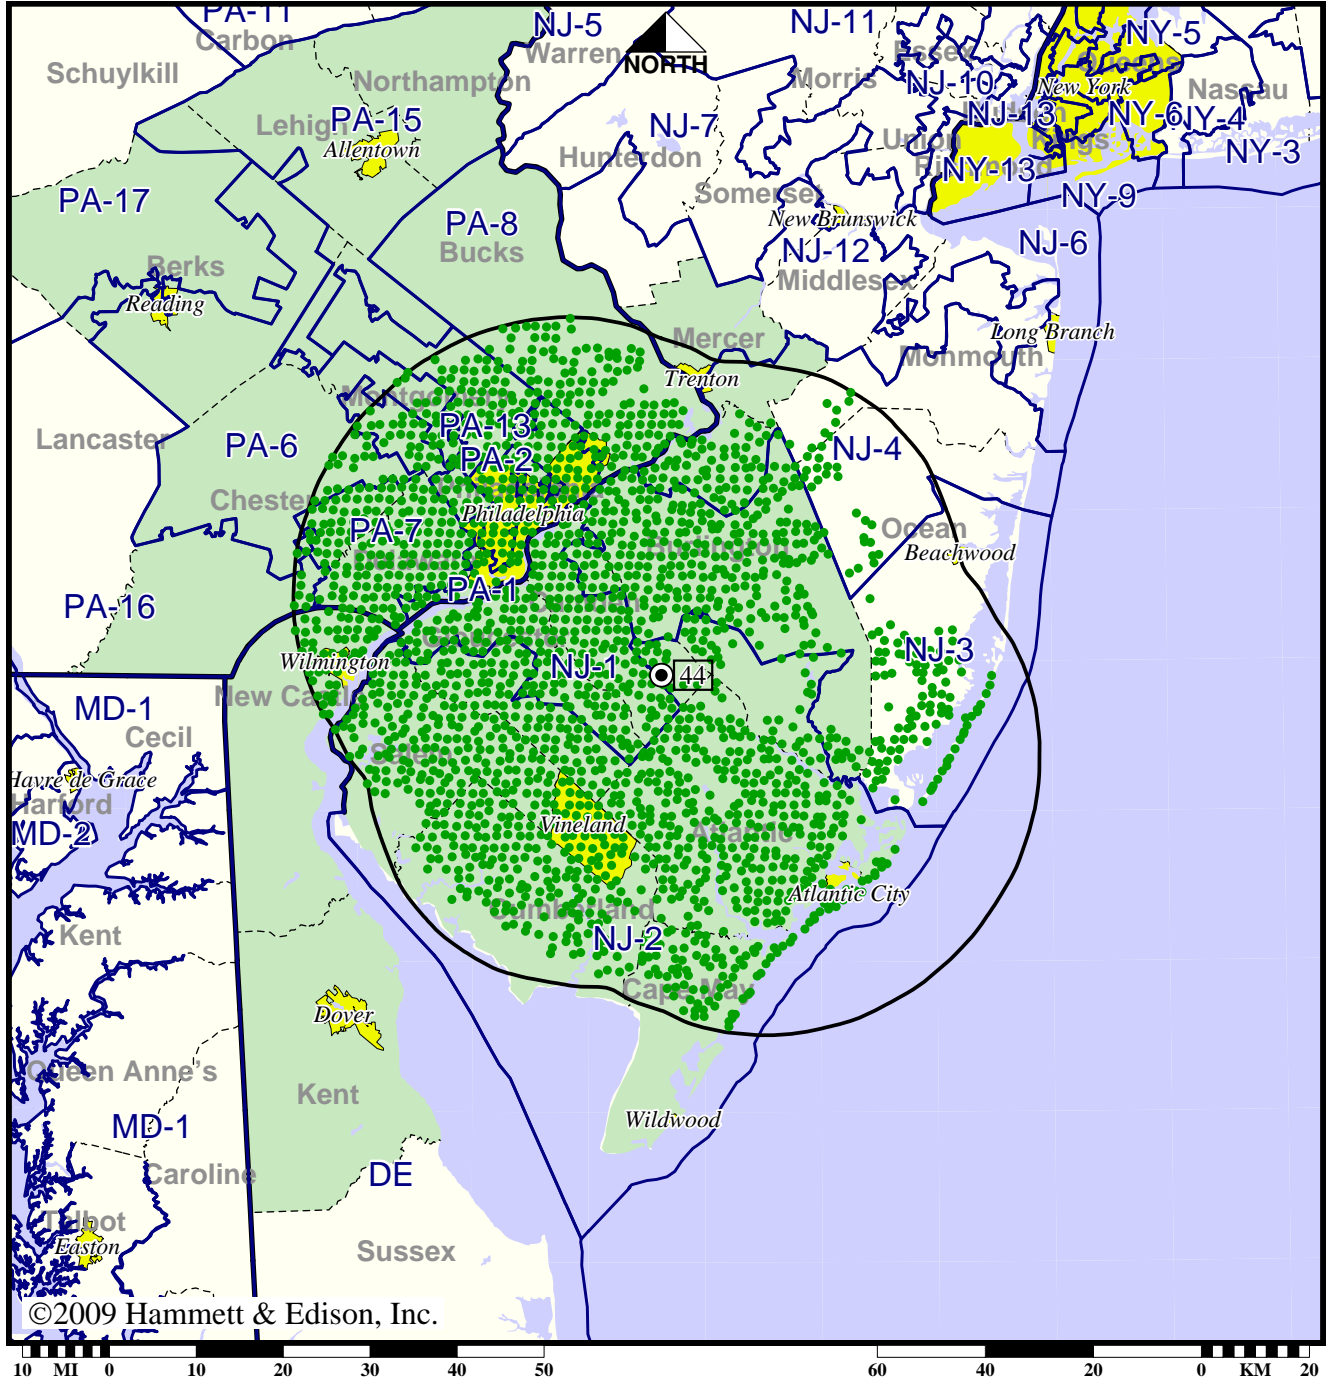 PA-11
Carbon
NJ-5
Warren
NJ-11
NY-5
Essex
Queens
Schuylkill
Northampton
NORTH
Morris
NJ-10
New York
Nassau
Lehigh
PA-15
Allentown
NJ-7
NJ-13
NY-6
NY-4
Hunterdon
Union
Kings
NY-3
NY-13
PA-17
Somerset
NY-9
PA-8
Bucks
New Brunswick
NJ-12
NJ-6
Berks
Middlesex
Reading
Mercer
Long Branch
Monmouth
Trenton
Montgomery
Lancaster
PA-6
PA-13
PA-2
NJ-4
Chester
Philadelphia
PA-7
Ocean
Beachwood
Burlington
PA-1
PA-16
Camden
Gloucester
Wilmington
NJ-1
44
NJ-3
New Castle
MD-1
Cecil
Salem
Havre de Grace
Harford
MD-2
Vineland
Atlantic
Atlantic City
Cumberland
Kent
NJ-2
Cape May
Dover
Queen Anne's
Kent
MD-1
Wildwood
Caroline
DE
Talbot
Easton
Sussex
©2009 Hammett & Edison, Inc.
10 MI 0 10 20 30 40 50 60 40 20 0 KM 20